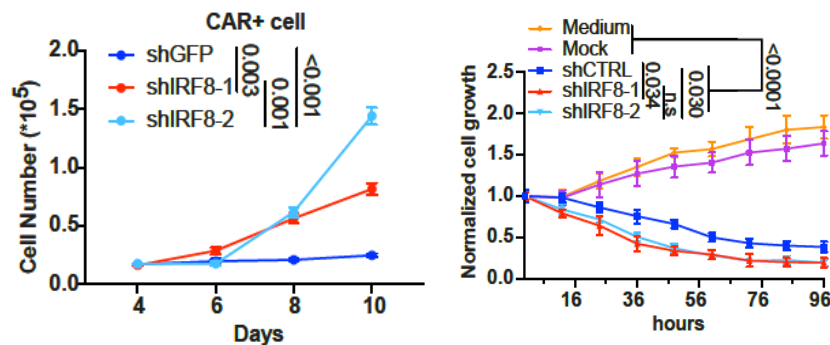 CAR+ cell
shGFP
shIRF8-1
shIRF8-2
0.003
0.001
<0.001
Cell Number (*10⁵)
2.0
1.5
1.0
0.5
0.0
4 6 8 10
Days
Medium
Mock
shCTRL
shIRF8-1
shIRF8-2
0.034
n.s
0.030
<0.0001
Normalized cell growth
2.5
2.0
1.5
1.0
0.5
0.0
16 36 56 76 96
hours